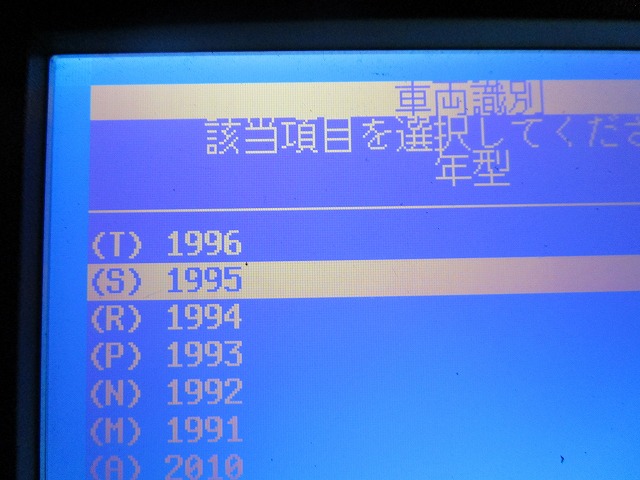 車両識別
該当項目を選択してくださ
年型
(T) 1996
(S) 1995
(R) 1994
(P) 1993
(N) 1992
(M) 1991
(A) 2010